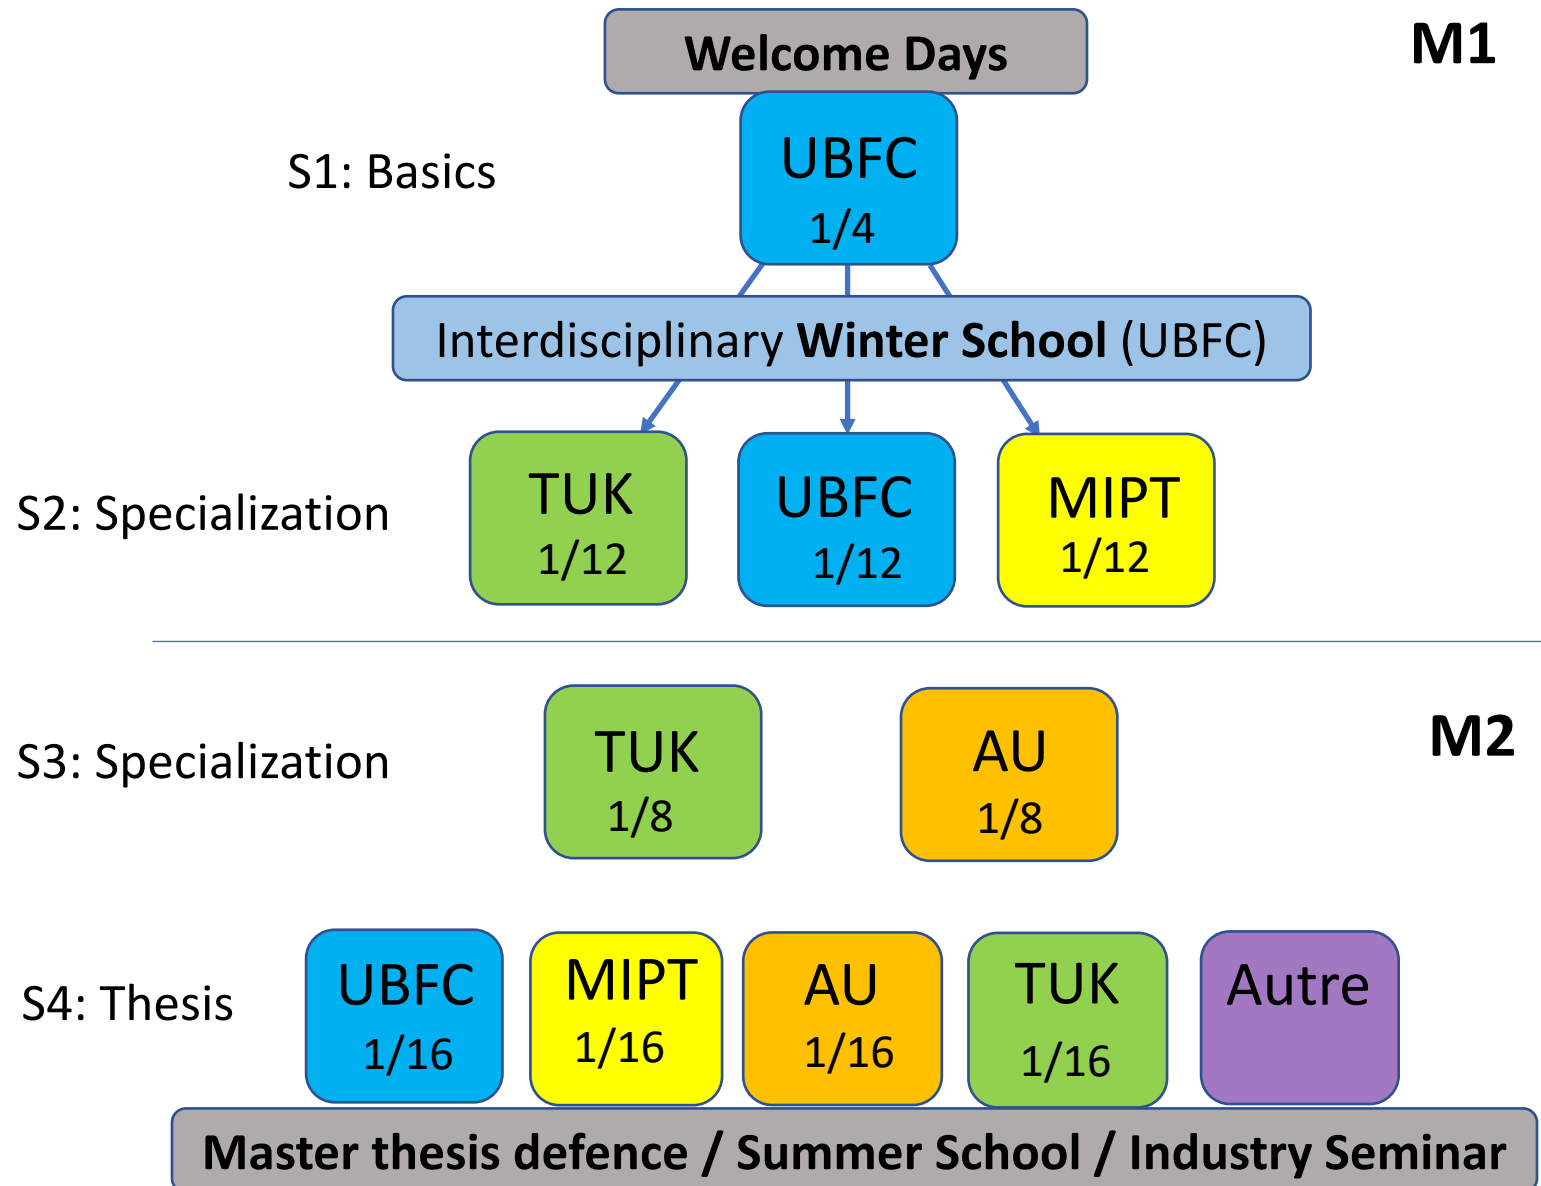 Welcome Days
M1
UBFC
S1: Basics
1/4
Interdisciplinary Winter School (UBFC)
TUK
UBFC
MIPT
S2: Specialization
1/12
1/12
1/12
TUK
AU
M2
S3: Specialization
1/8
1/8
UBFC
MIPT
AU
TUK
Autre
S4: Thesis
1/16
1/16
1/16
1/16
Master thesis defence / Summer School / Industry Seminar